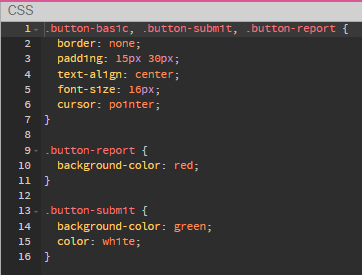 CSS
1 .button-basic, .button-submit, .button-report {
2 border: none;
3 padding: 15px 30px;
4 text-align: center;
5 font-size: 16px;
6 cursor: pointer;
7 }
8
9 .button-report {
10 background-color: red;
11 }
12
13 .button-submit {
14 background-color: green;
15 color: white;
16 }